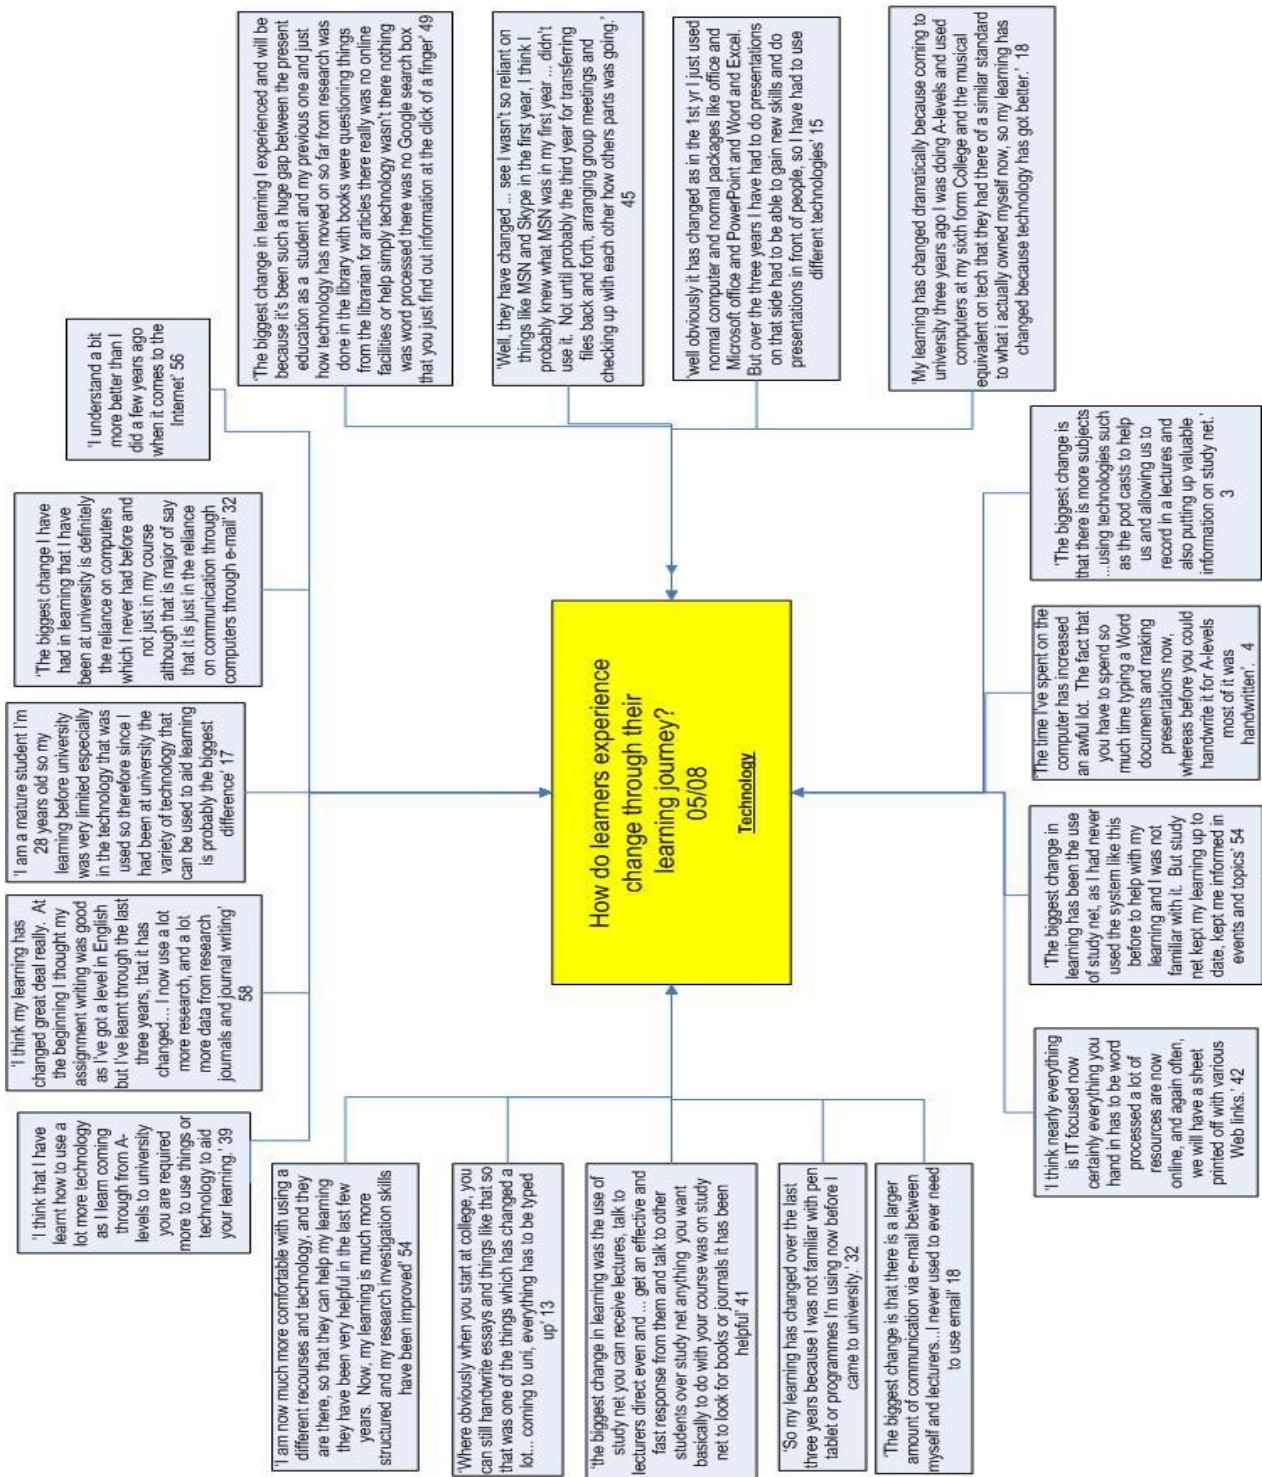 'I think that I have
learnt how to use a
lot more technology
as I learn coming
through from A-
levels to university
you are required
more to use things or
technology to aid
your learning.' 39
'I think my learning has
changed great deal really.  At
the beginning I thought my
assignment writing was good
as I've got a level in English
but I've learnt through the last
three years, that it has
changed… I now use a lot
more research, and a lot
more data from research
journals and journal writing'
58
'I am a mature student I'm
28 years old so my
learning before university
was very limited especially
in the technology that was
used so therefore since I
had been at university the
variety of technology that
can be used to aid learning
is probably the biggest
difference' 17
'The biggest change I have
had in learning that I have
been at university is definitely
the reliance on computers
which I never had before and
not just in my course
although that is major of say
that it is just in the reliance
on communication through
computers through e-mail' 32
'I understand a bit
more better than I
did a few years ago
when it comes to the
Internet' 56
'I am now much more comfortable with using a
different recourses and technology, and they
are there, so that they can help my learning
they have been very helpful in the last few
years.  Now, my learning is much more
structured and my research investigation skills
have been improved' 54
'Where obviously when you start at college, you
can still handwrite essays and things like that so
that was one of the things which has changed a
lot... coming to uni, everything has to be typed
up' 13
'the biggest change in learning was the use of
study net you can receive lectures, talk to
lecturers direct even and ... get an effective and
fast response from them and talk to other
students over study net anything  you want
basically to do with your course was on study
net to look for books or journals it has been
helpful' 41
'So my learning has changed over the last
three years because I was not familiar with pen
tablet or programmes I'm using now before I
came to university.' 32
'The biggest change is that there is a larger
amount of communication via e-mail between
myself and lecturers...I never used to ever need
to use email' 18
How do learners experience
change through their
learning journey?
05/08
Technology
'The biggest change in learning I experienced and will be
because it's been such a huge gap between the present
education as a  student and my previous one and just
how technology has moved on so far from research was
done in the library with books were questioning things
from the librarian for articles there really was no online
facilities or help simply technology wasn't there nothing
was word processed there was no Google search box
that you just find out information at the click of a finger' 49
'Well, they have changed ... see I wasn't so reliant on
things like MSN and Skype in the first year, I think I
probably knew what MSN was in my first year ... didn't
use it.  Not until probably the third year for transferring
files back and forth, arranging group meetings and
checking up with each other how others parts was going.'
45
'well obviously it has changed as in the 1st yr I just used
normal computer and normal packages like office and
Microsoft office and PowerPoint and Word and Excel.
But over the three years I have had to do presentations
on that side had to be able to gain new skills and do
presentations in front of people, so I have had to use
different technologies' 15
'My learning has changed dramatically because coming to
university three years ago I was doing A-levels and used
computers at my sixth form College and the musical
equivalent on tech that they had there of a similar standard
to what i actually owned myself now, so my learning has
changed because technology has got better.'  18
'I think nearly everything
is IT focused now
certainly everything you
hand in has to be word
processed a lot of
resources are now
online, and again often,
we will have a sheet
printed off with various
Web links.' 42
'The biggest change in
learning has been the use
of study net, as I had never
used the system like this
before to help with my
learning and I was not
familiar with it.  But study
net kept my learning up to
date, kept me informed in
events and topics' 54
'The time I've spent on the
computer has increased
an awful lot.  The fact that
you have to spend so
much time typing a Word
documents and making
presentations now,
whereas before you could
handwrite it for A-levels
most of it was
handwritten'.  4
'The biggest change is
that there is more subjects
...using technologies such
as the pod casts to help
us and allowing us to
record in a lectures and
also putting up valuable
information on study net.'
3